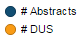 # Abstracts
# DUS